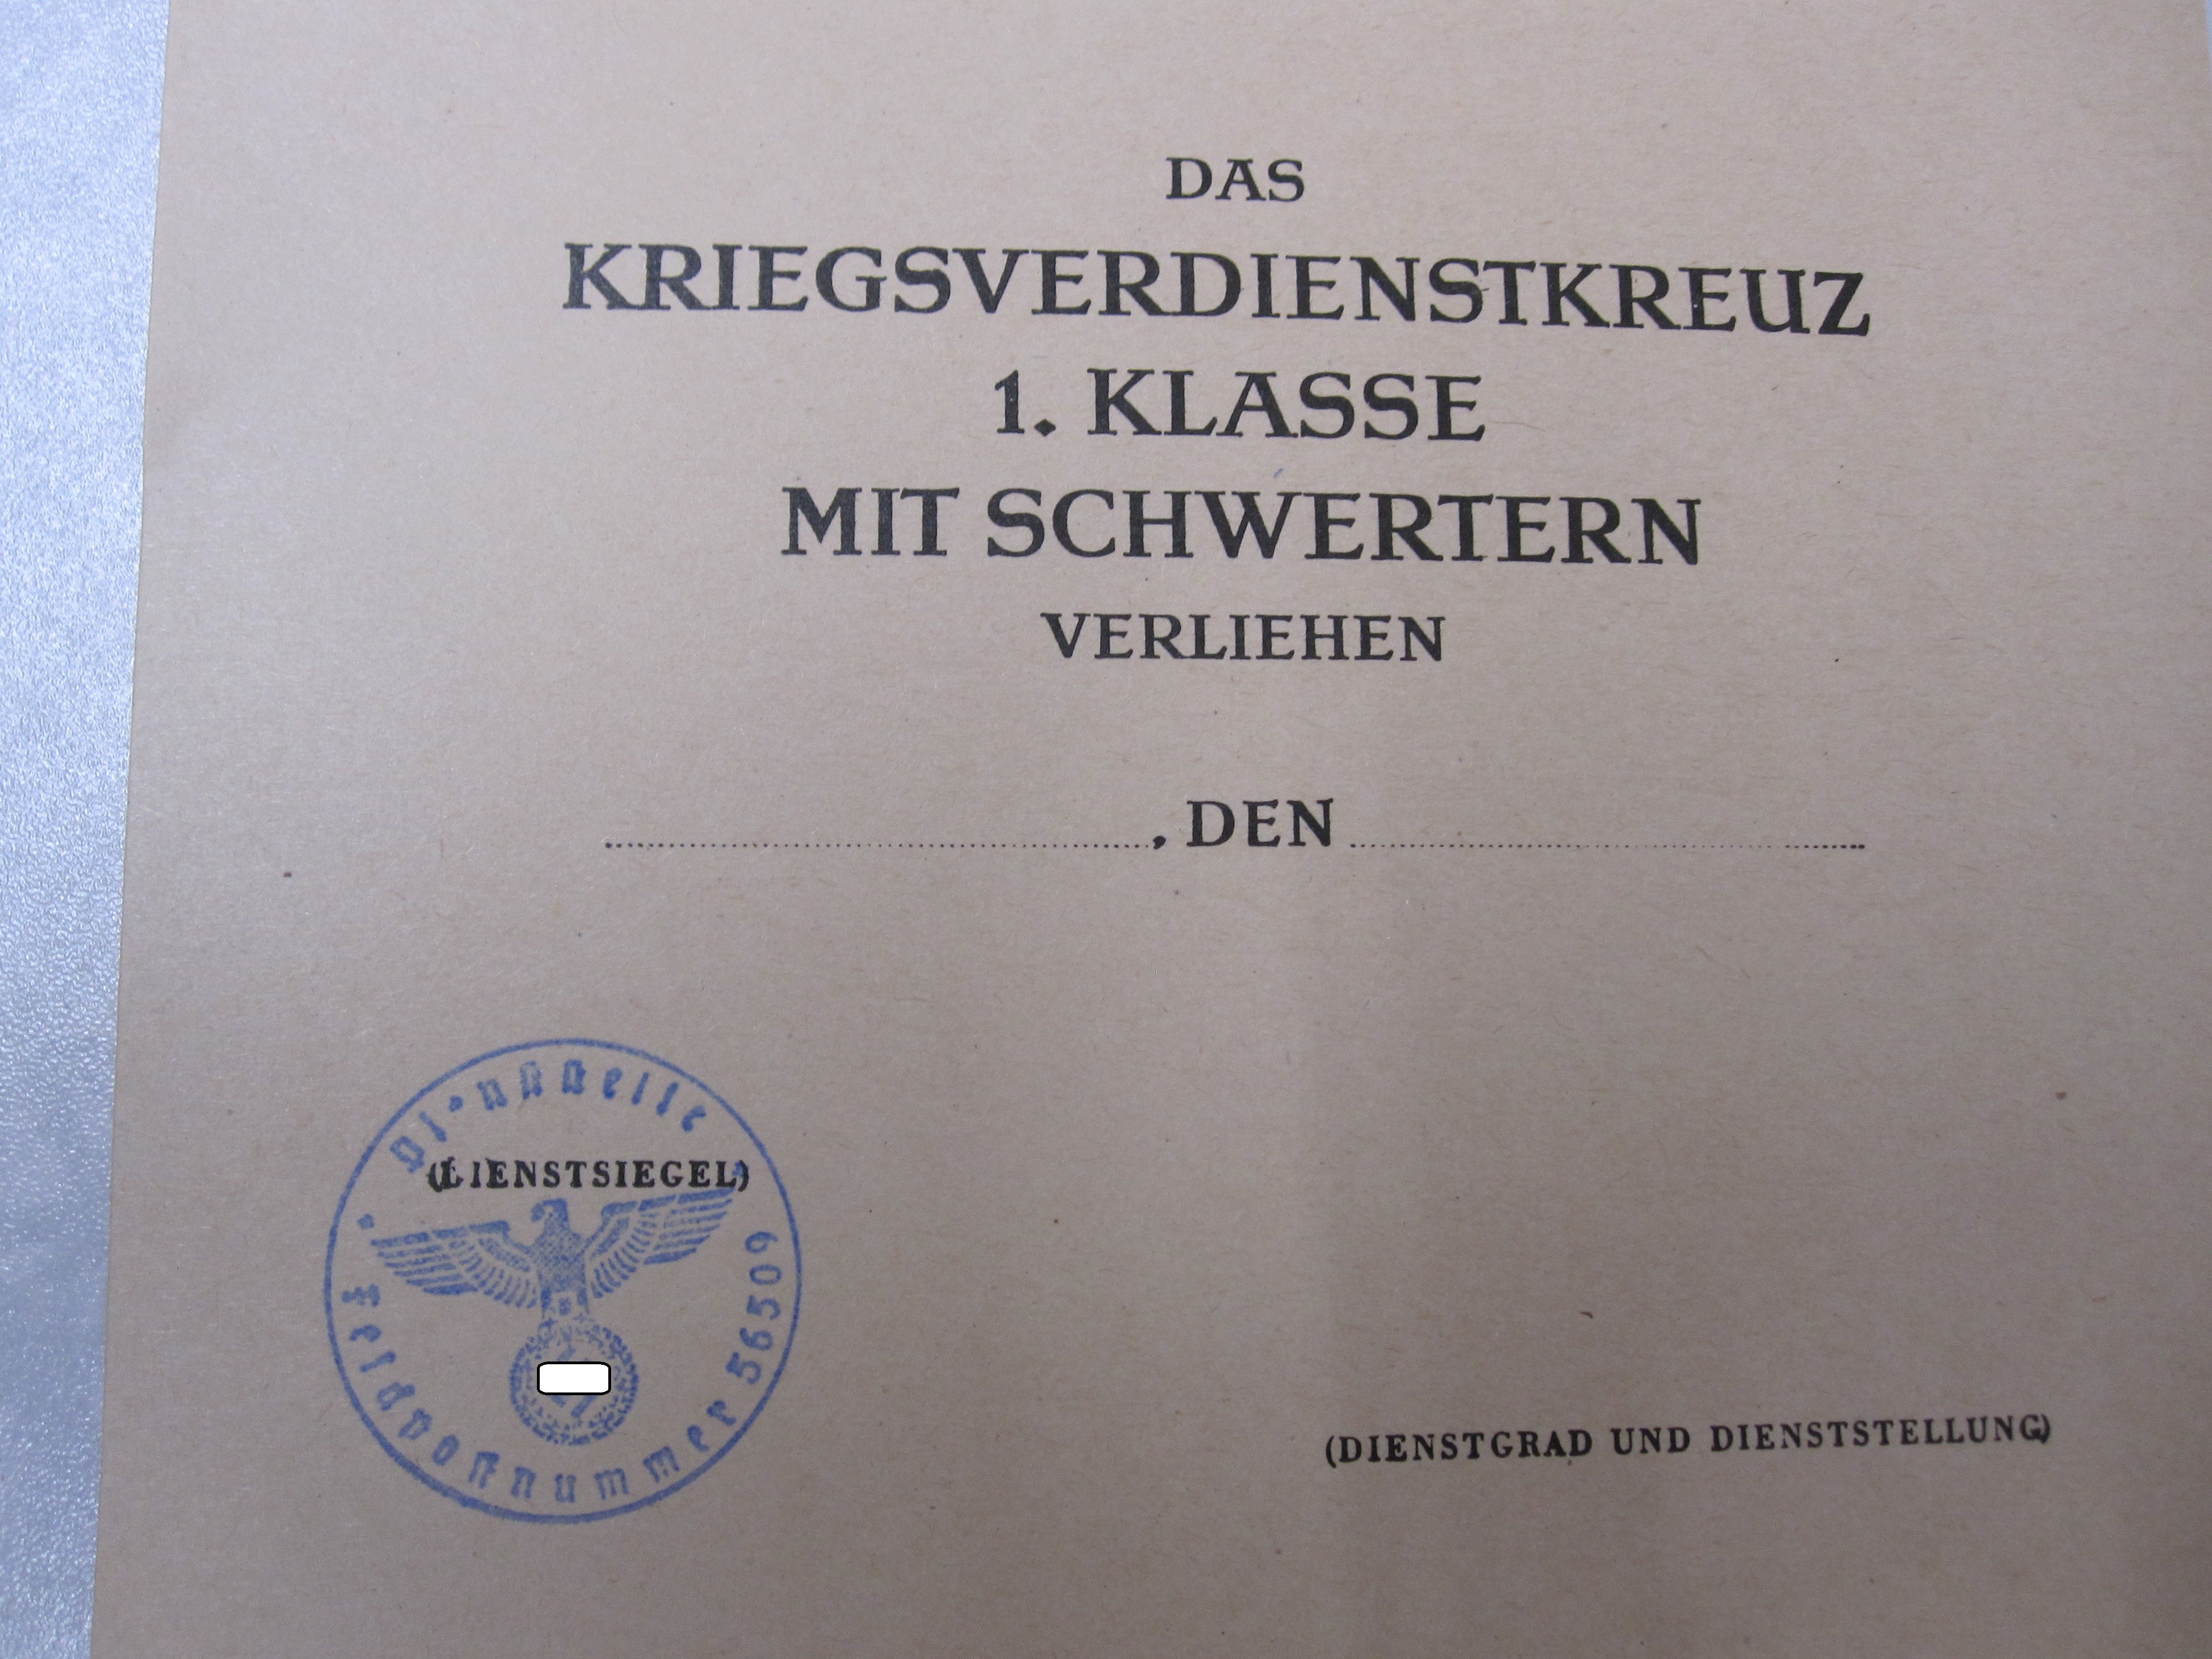 DAS
KRIEGSVERDIENSTKREUZ
1. KLASSE
MIT SCHWERTERN
VERLIEHEN
, DEN
(DIENSTSIEGEL)
Feldpostnummer 56509
(DIENSTGRAD UND DIENSTSTELLUNG)